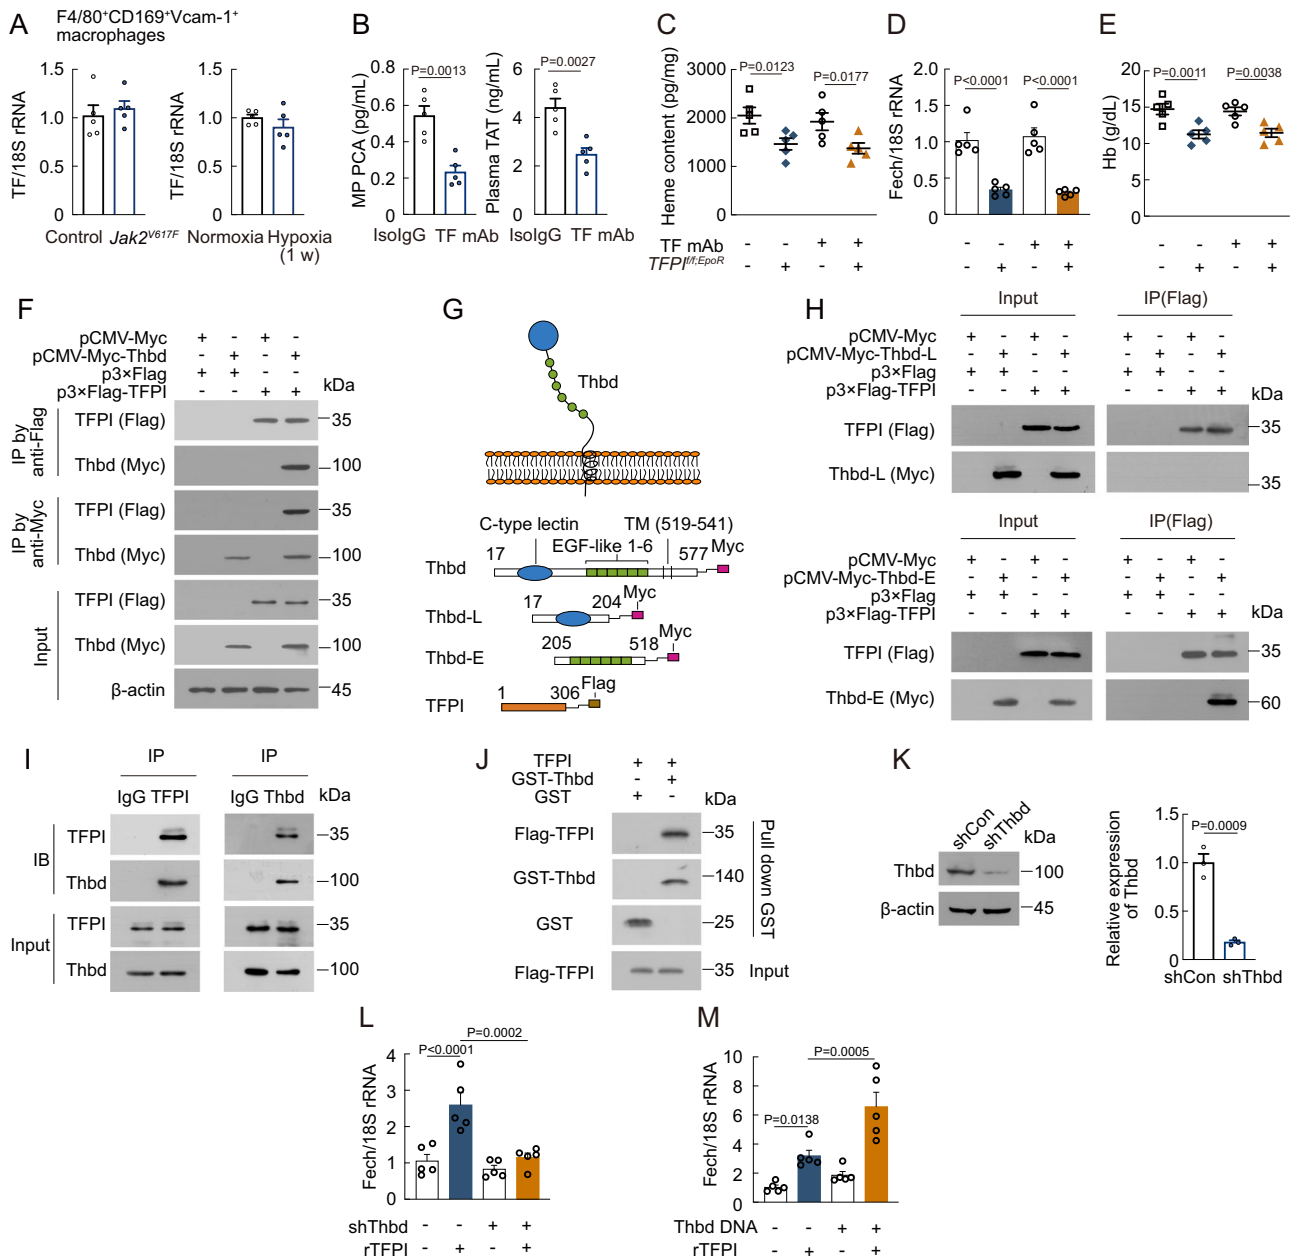 A
F4/80+CD169+Vcam-1+
macrophages
TF/18S rRNA
1.5
1.0
0.5
0
Control Jak2V617F
TF/18S rRNA
1.5
1.0
0.5
0
Normoxia Hypoxia
(1 w)
B
MP PCA (pg/mL)
P=0.0013
0.8
0.6
0.4
0.2
0
IsoIgG TF mAb
Plasma TAT (ng/mL)
P=0.0027
6
4
2
0
IsoIgG TF mAb
C
Heme content (pg/mg)
P=0.0123
P=0.0177
3000
2000
1000
0
TF mAb - - + +
TFPIf/f;EpoR - + - +
D
Fech/18S rRNA
P<0.0001 P<0.0001
2.0
1.5
1.0
0.5
0
- - + +
- + - +
E
Hb (g/dL)
P=0.0011 P=0.0038
20
15
10
5
0
- - + +
- + - +
F
pCMV-Myc + - + -
pCMV-Myc-Thbd - + - +
p3×Flag + + - -
p3×Flag-TFPI - - + +
kDa
IP by
anti-Flag
TFPI (Flag) 35
Thbd (Myc) 100
IP by
anti-Myc
TFPI (Flag) 35
Thbd (Myc) 100
Input
TFPI (Flag) 35
Thbd (Myc) 100
β-actin 45
G
Thbd
C-type lectin TM (519-541)
17 EGF-like 1-6 577 Myc
Thbd
17 204 Myc
Thbd-L
205 518 Myc
Thbd-E
1 306 Flag
TFPI
H
Input IP(Flag)
pCMV-Myc + - + - + - + -
pCMV-Myc-Thbd-L - + - + - + - +
p3×Flag + + - - + + - -
p3×Flag-TFPI - - + + - - + + kDa
TFPI (Flag) 35
Thbd-L (Myc) 35
Input IP(Flag)
pCMV-Myc + - + - + - + -
pCMV-Myc-Thbd-E - + - + - + - +
p3×Flag + + - - + + - -
p3×Flag-TFPI - - + + - - + + kDa
TFPI (Flag) 35
Thbd-E (Myc) 60
I
IP IP
IgG TFPI IgG Thbd kDa
IB
TFPI 35
Thbd 100
Input
TFPI 35
Thbd 100
J
TFPI + +
GST-Thbd - +
GST + -
kDa
Flag-TFPI 35
GST-Thbd 140
GST 25
Pull down GST
Flag-TFPI 35 Input
K
shCon shThbd
kDa
Thbd 100
β-actin 45
Relative expression
of Thbd
P=0.0009
1.5
1.0
0.5
0
shCon shThbd
L
Fech/18S rRNA
P=0.0002
P<0.0001
4
3
2
1
0
shThbd - - + +
rTFPI - + - +
M
Fech/18S rRNA
P=0.0005
P=0.0138
10
8
6
4
2
0
Thbd DNA - - + +
rTFPI - + - +